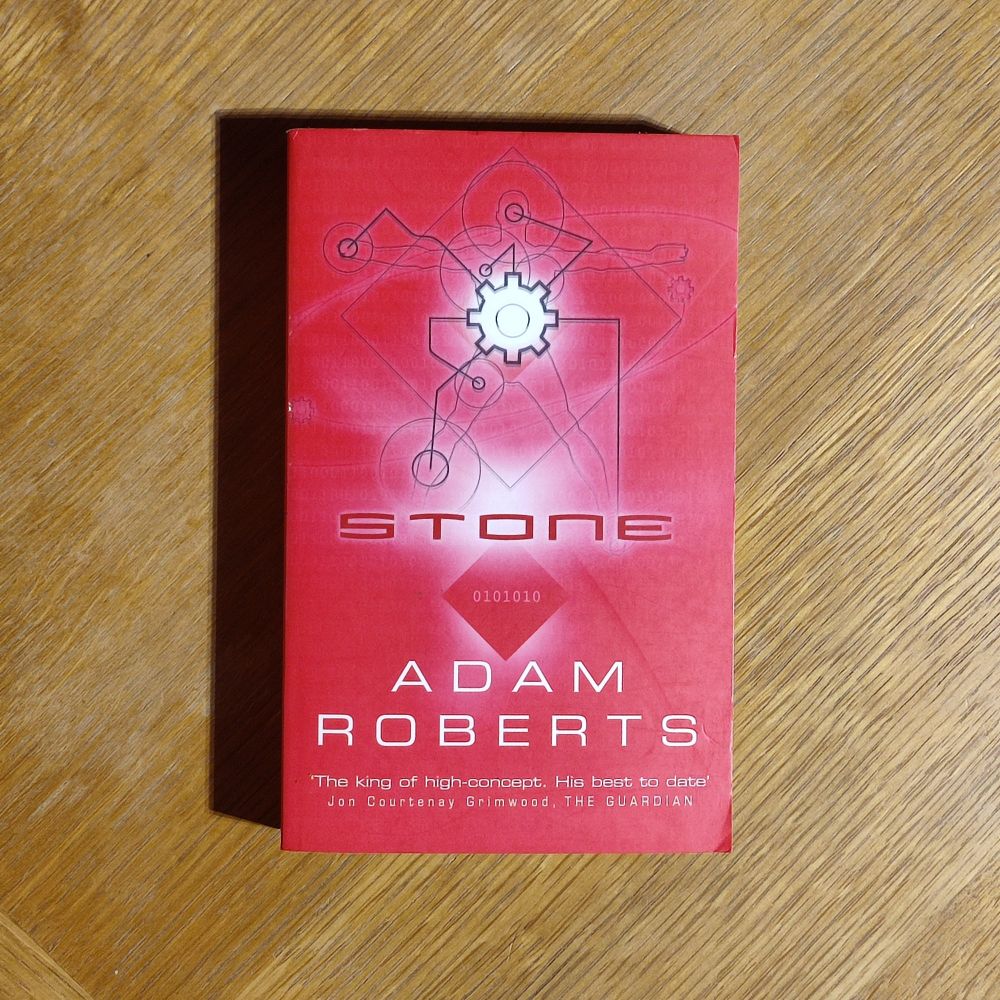 STONE
0101010
ADAM
ROBERTS
‘The king of high-concept. His best to date’
Jon Courtenay Grimwood, THE GUARDIAN